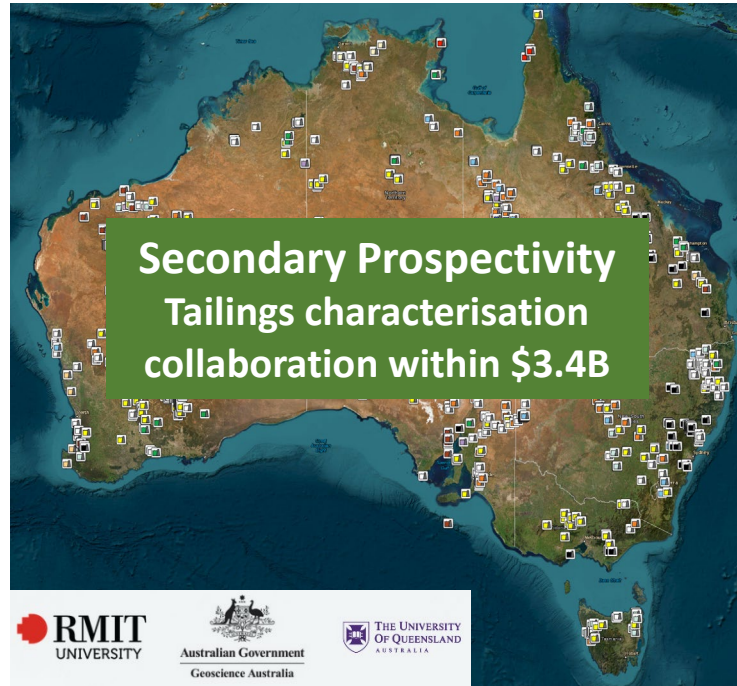 Secondary Prospectivity
Tailings characterisation
collaboration within $3.4B
RMIT
UNIVERSITY
Australian Government
Geoscience Australia
THE UNIVERSITY
OF QUEENSLAND
AUSTRALIA